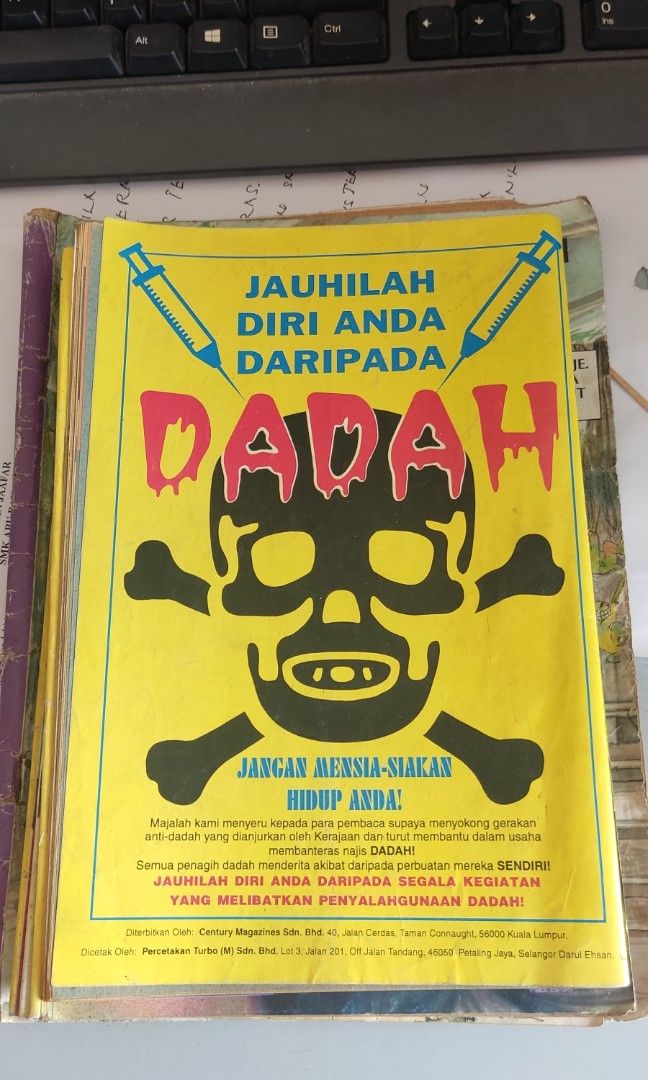 Alt
Ctrl
0
Ins
JAUHILAH
DIRI ANDA
DARIPADA
DADAH
JANGAN MENSIA-SIAKAN
HIDUP ANDA!
Majalah kami menyeru kepada para pembaca supaya menyokong gerakan
anti-dadah yang dianjurkan oleh Kerajaan dan turut membantu dalam usaha
membanteras najis DADAH!
Semua penagih dadah menderita akibat daripada perbuatan mereka SENDIRI!
JAUHILAH DIRI ANDA DARIPADA SEGALA KEGIATAN
YANG MELIBATKAN PENYALAHGUNAAN DADAH!
Diterbitkan Oleh: Century Magazines Sdn. Bhd. 40, Jalan Cerdas, Taman Connaught, 56000 Kuala Lumpur.
Dicetak Oleh: Percetakan Turbo (M) Sdn. Bhd. Lot 3, Jalan 201, Off Jalan Tandang, 46050 Petaling Jaya, Selangor Darul Ehsan.